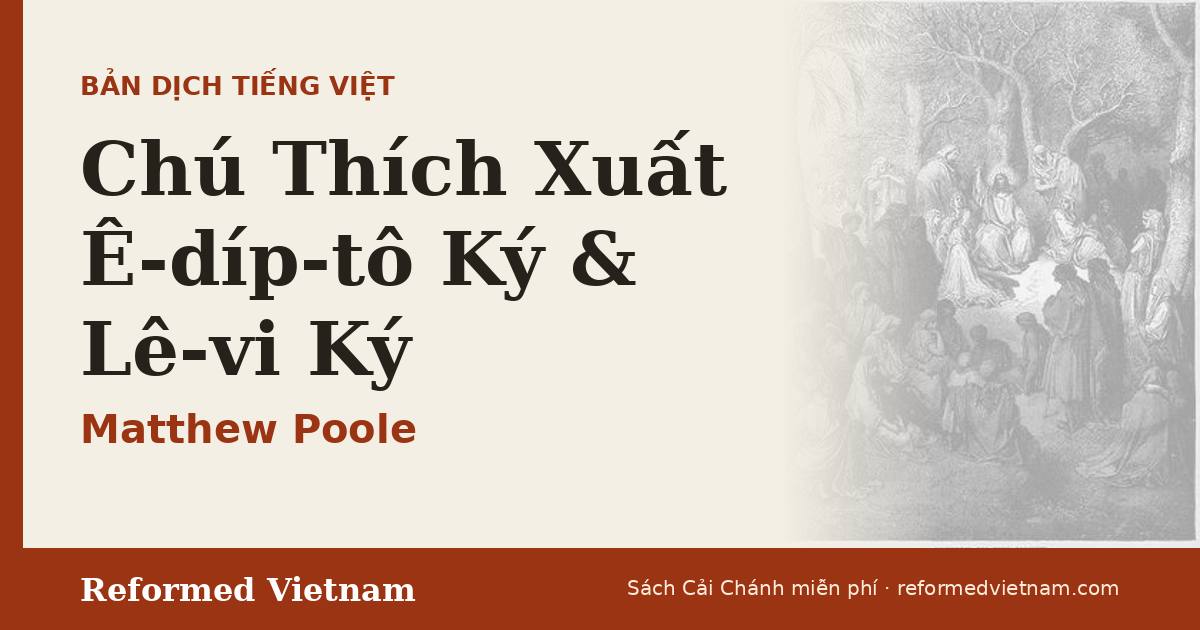 BẢN DỊCH TIẾNG VIỆT
Chú Thích Xuất
Ê-díp-tô Ký &
Lê-vi Ký
Matthew Poole
Reformed Vietnam
Sách Cải Chánh miễn phí · reformedvietnam.com